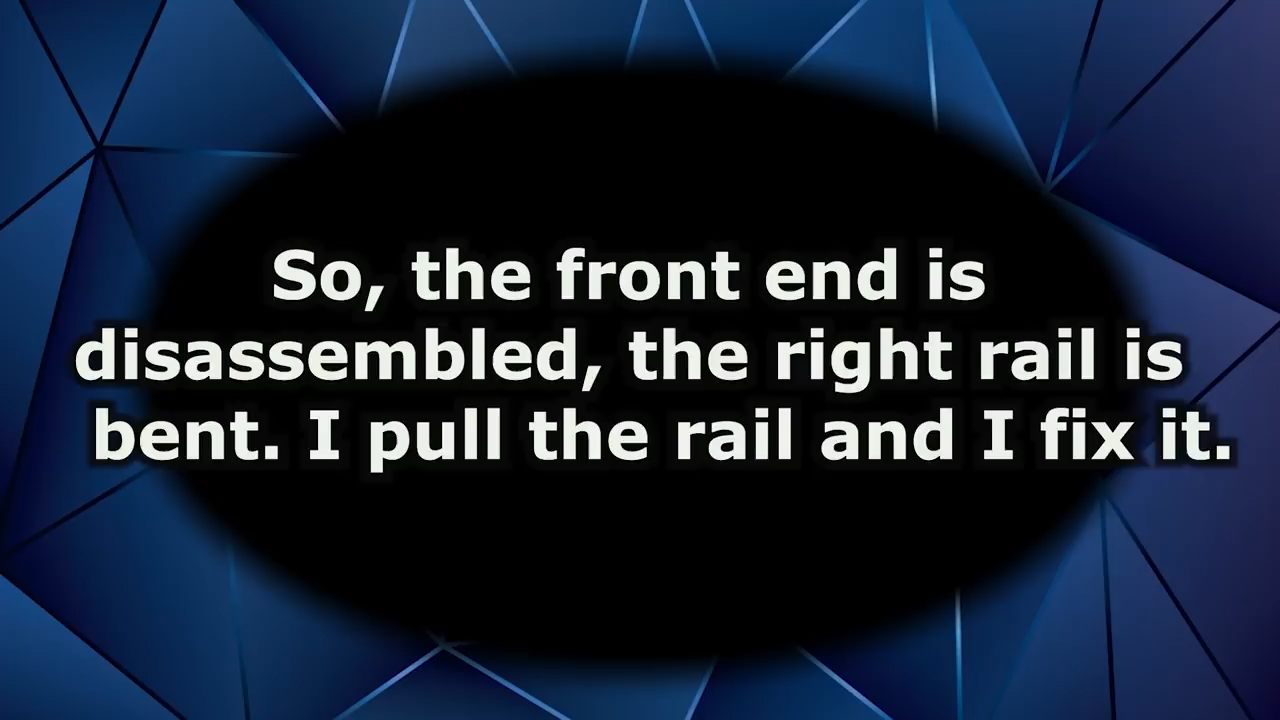 So, the front end is
disassembled, the right rail is
bent. I pull the rail and I fix it.